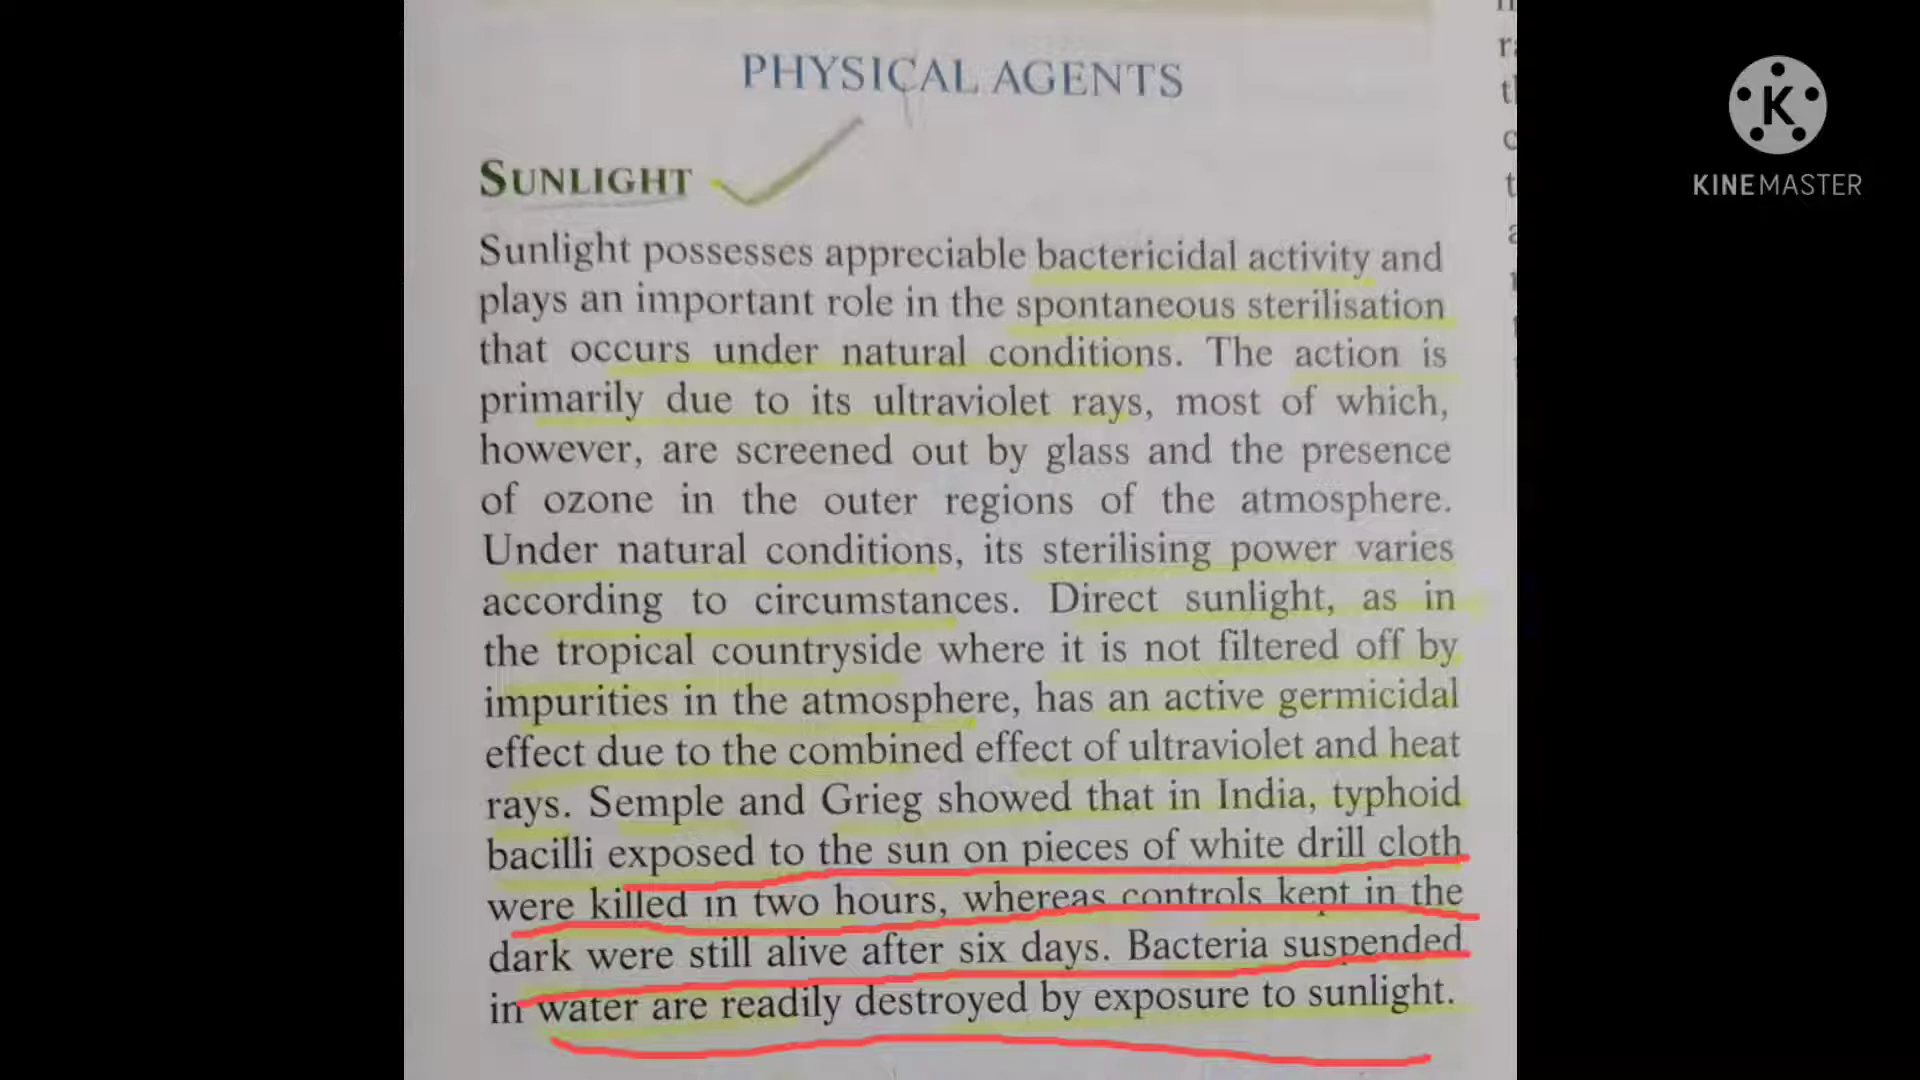 PHYSICAL AGENTS
SUNLIGHT
Sunlight possesses appreciable bactericidal activity and
plays an important role in the spontaneous sterilisation
that occurs under natural conditions. The action is
primarily due to its ultraviolet rays, most of which,
however, are screened out by glass and the presence
of ozone in the outer regions of the atmosphere.
Under natural conditions, its sterilising power varies
according to circumstances. Direct sunlight, as in
the tropical countryside where it is not filtered off by
impurities in the atmosphere, has an active germicidal
effect due to the combined effect of ultraviolet and heat
rays. Semple and Grieg showed that in India, typhoid
bacilli exposed to the sun on pieces of white drill cloth
were killed in two hours, whereas controls kept in the
dark were still alive after six days. Bacteria suspended
in water are readily destroyed by exposure to sunlight.
K
KINEMASTER